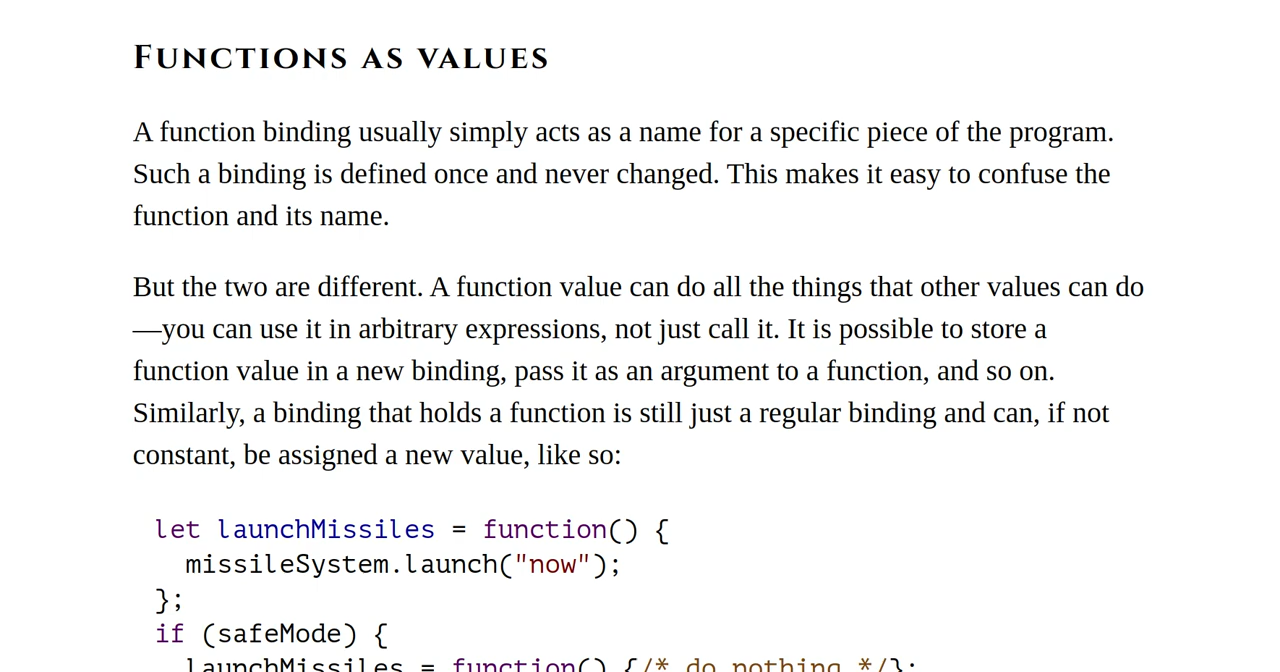 Functions as values
A function binding usually simply acts as a name for a specific piece of the program.
Such a binding is defined once and never changed. This makes it easy to confuse the
function and its name.
But the two are different. A function value can do all the things that other values can do
—you can use it in arbitrary expressions, not just call it. It is possible to store a
function value in a new binding, pass it as an argument to a function, and so on.
Similarly, a binding that holds a function is still just a regular binding and can, if not
constant, be assigned a new value, like so:
let launchMissiles = function() {
  missileSystem.launch("now");
};
if (safeMode) {
  launchMissiles = function() {/* do nothing */};